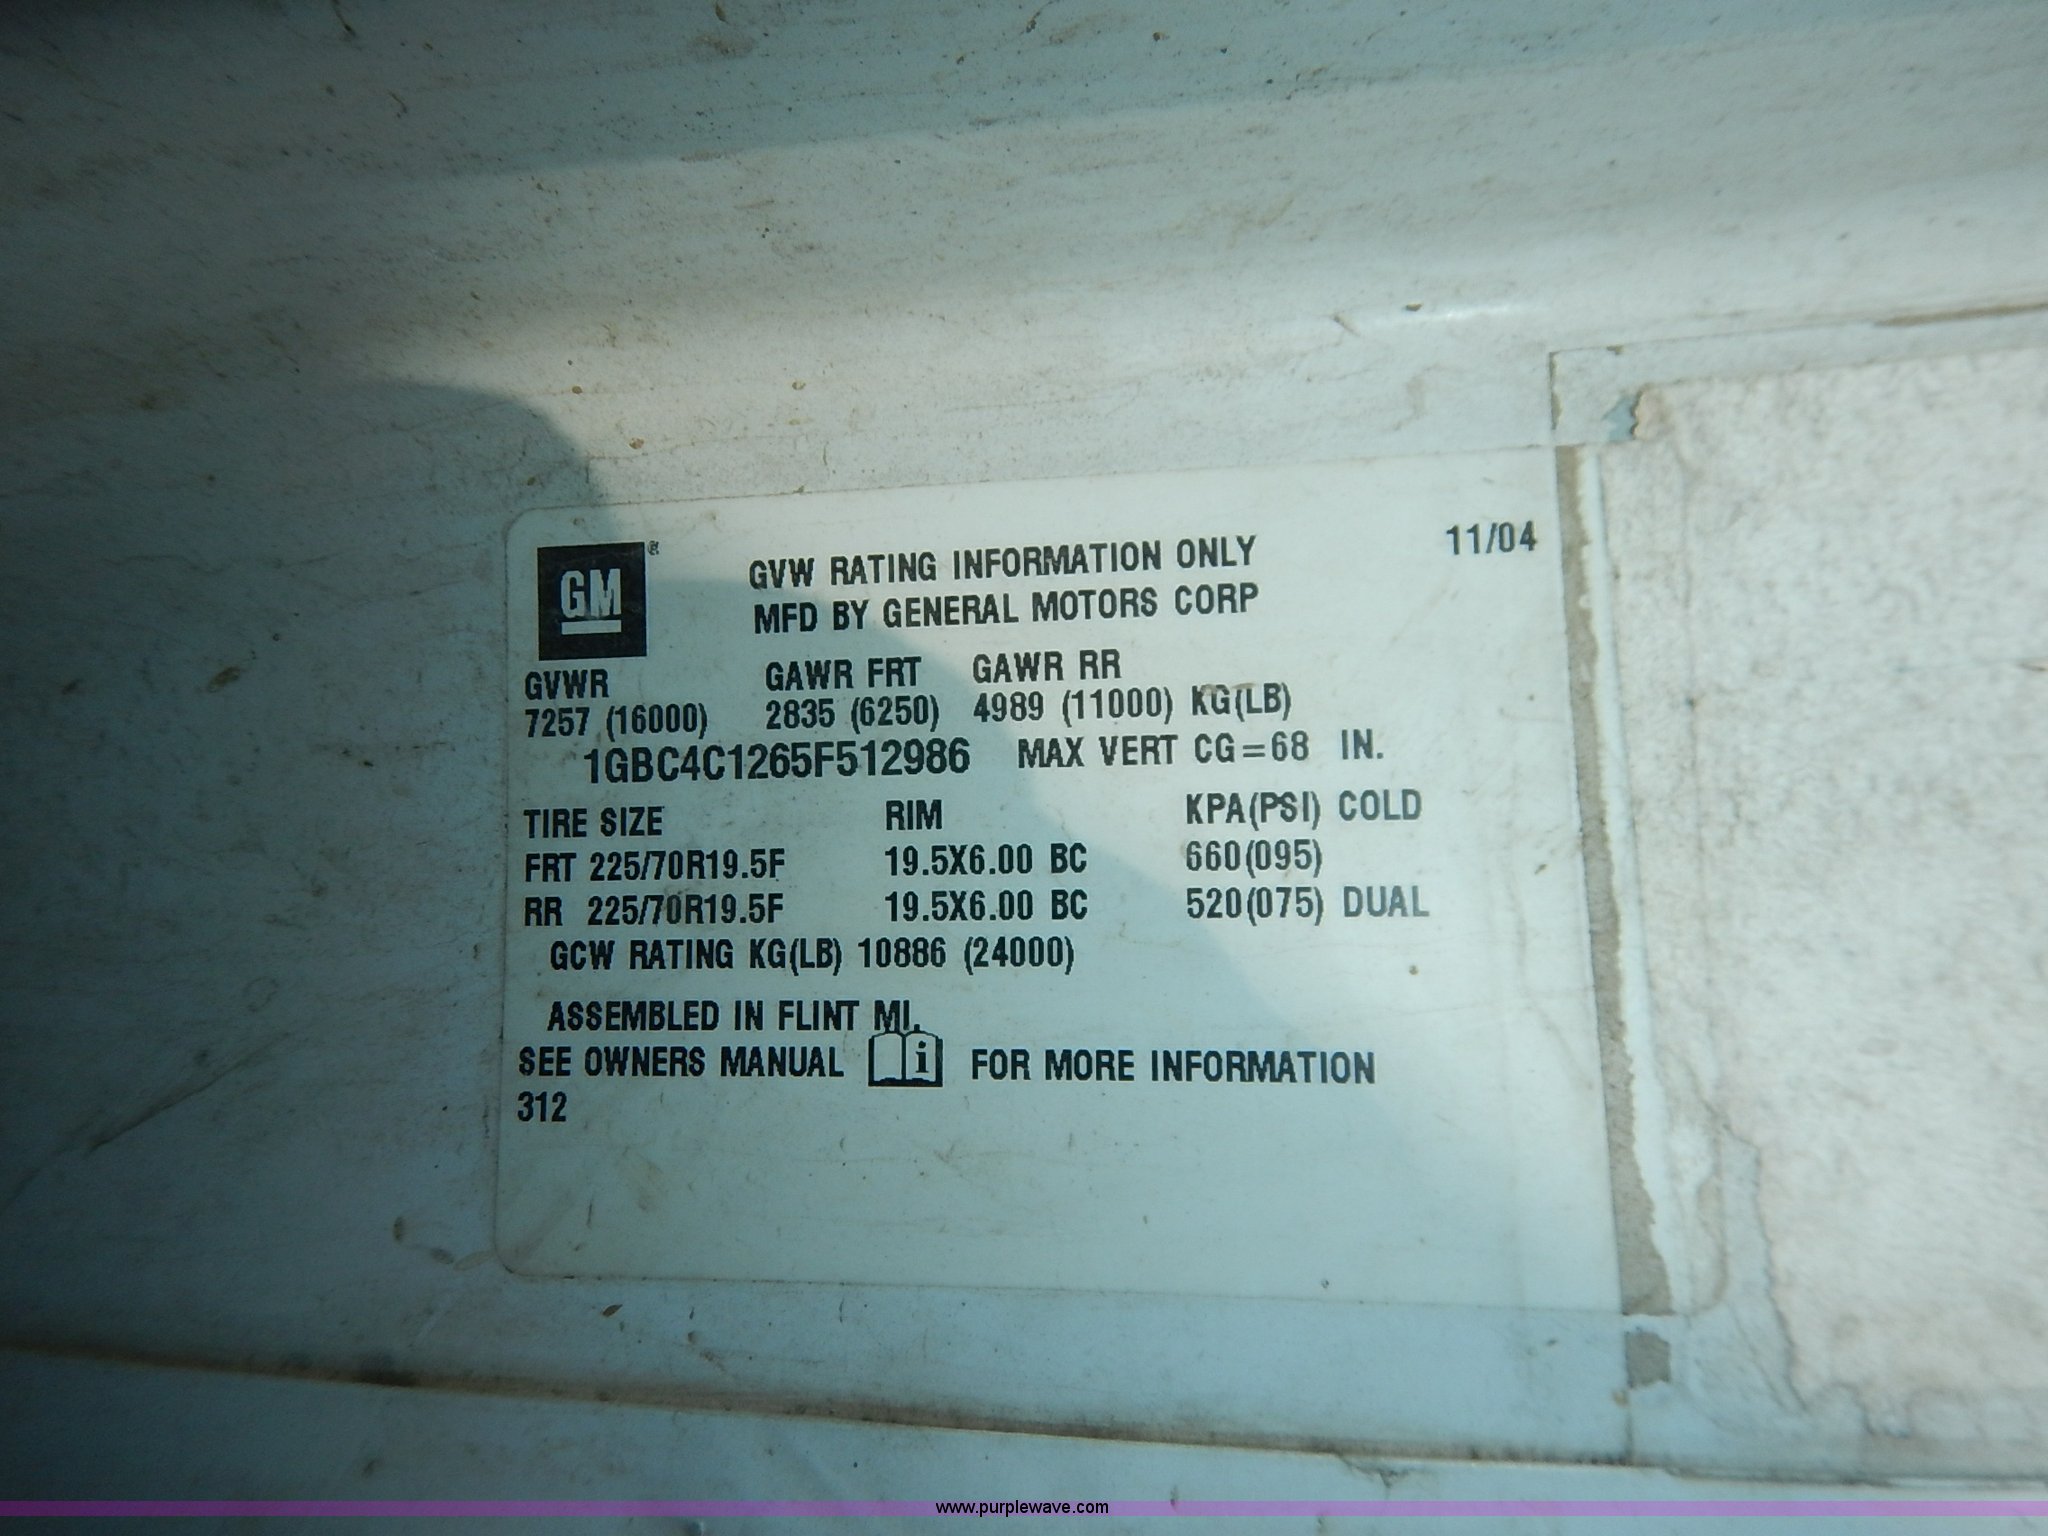 GM®
GVW RATING INFORMATION ONLY 11/04
MFD BY GENERAL MOTORS CORP
GVWR GAWR FRT GAWR RR
7257 (16000) 2835 (6250) 4989 (11000) KG(LB)
1GBC4C1265F512986 MAX VERT CG=68 IN.
TIRE SIZE RIM KPA(PSI) COLD
FRT 225/70R19.5F 19.5X6.00 BC 660(095)
RR 225/70R19.5F 19.5X6.00 BC 520(075) DUAL
GCW RATING KG(LB) 10886 (24000)
ASSEMBLED IN FLINT MI.
SEE OWNERS MANUAL i FOR MORE INFORMATION
312
www.purplewave.com